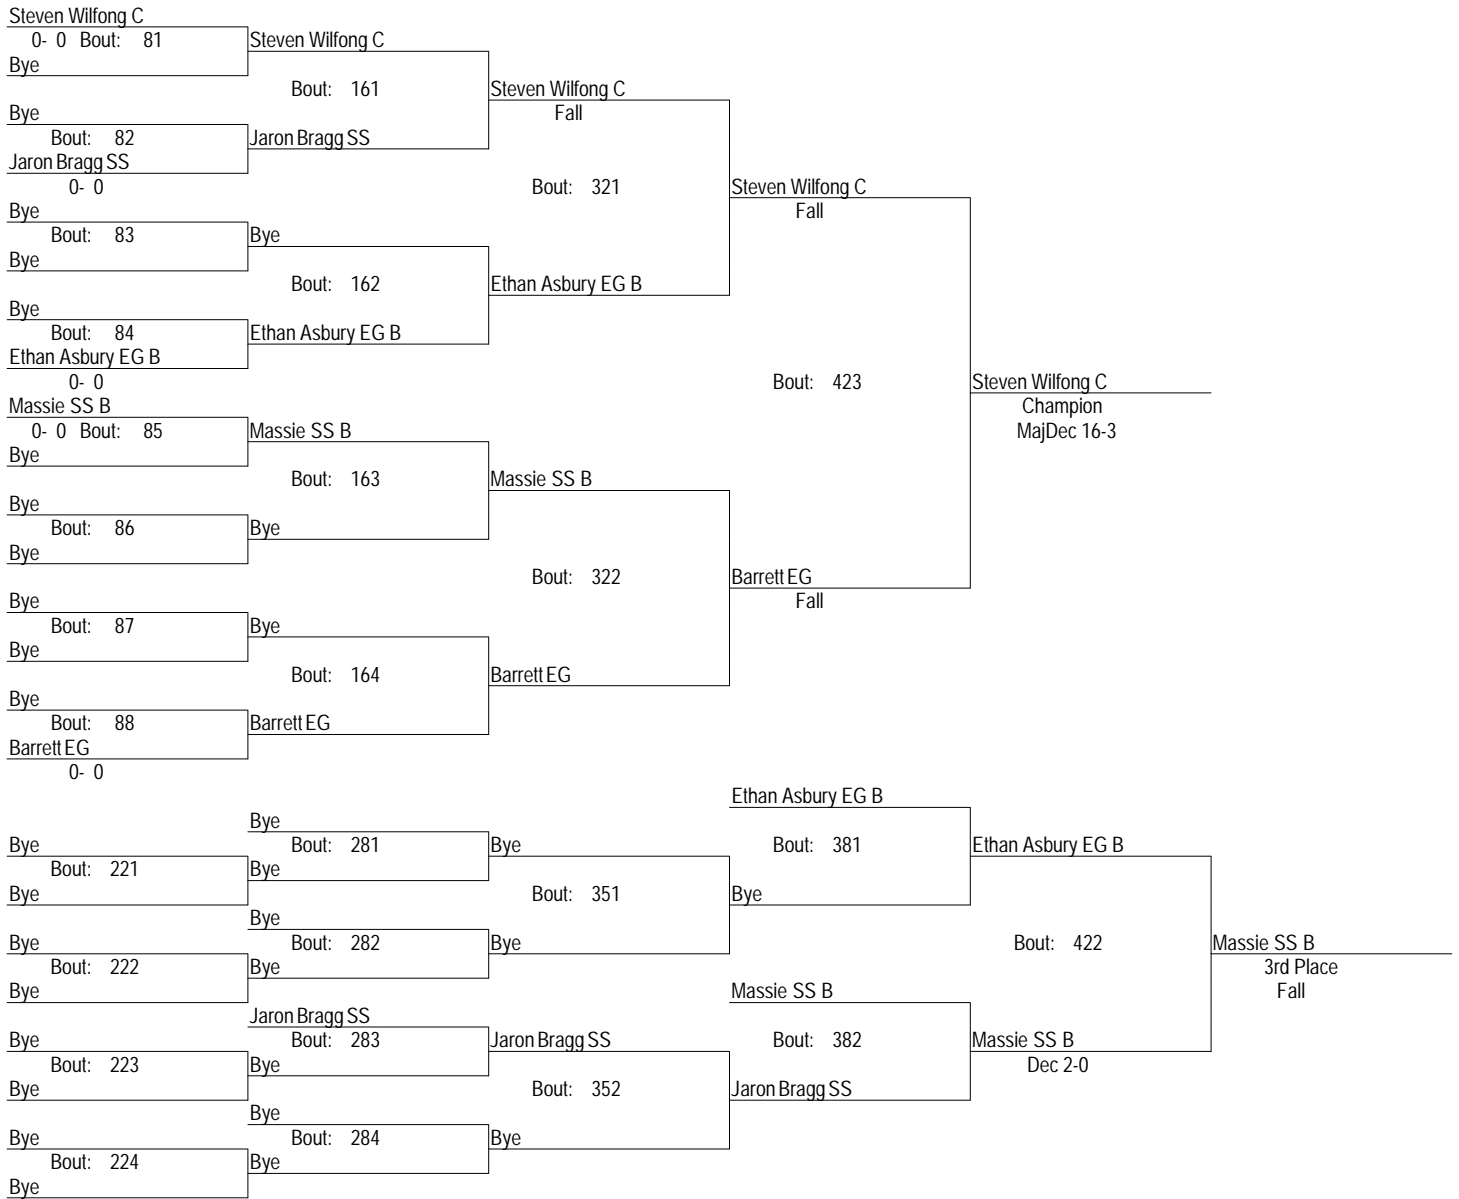 Steven Wilfong C
0- 0 Bout: 81 Steven Wilfong C
Bye
Bout: 161 Steven Wilfong C
Bye Fall
Bout: 82 Jaron Bragg SS
Jaron Bragg SS
0- 0 Bout: 321 Steven Wilfong C
Bye Fall
Bout: 83 Bye
Bye
Bout: 162 Ethan Asbury EG B
Bye
Bout: 84 Ethan Asbury EG B
Ethan Asbury EG B
0- 0 Bout: 423 Steven Wilfong C
Massie SS B Champion
0- 0 Bout: 85 Massie SS B MajDec 16-3
Bye
Bout: 163 Massie SS B
Bye
Bout: 86 Bye
Bye
Bout: 322 Barrett EG
Bye Fall
Bout: 87 Bye
Bye
Bout: 164 Barrett EG
Bye
Bout: 88 Barrett EG
Barrett EG
0- 0
Ethan Asbury EG B
Bye
Bye Bout: 281 Bye Bout: 381 Ethan Asbury EG B
Bout: 221 Bye
Bye Bout: 351 Bye
Bye
Bye Bout: 282 Bye Bout: 422 Massie SS B
Bout: 222 Bye 3rd Place
Bye Massie SS B Fall
Jaron Bragg SS
Bye Bout: 283 Jaron Bragg SS Bout: 382 Massie SS B
Bout: 223 Bye Dec 2-0
Bye Bout: 352 Jaron Bragg SS
Bye
Bye Bout: 284 Bye
Bout: 224 Bye
Bye